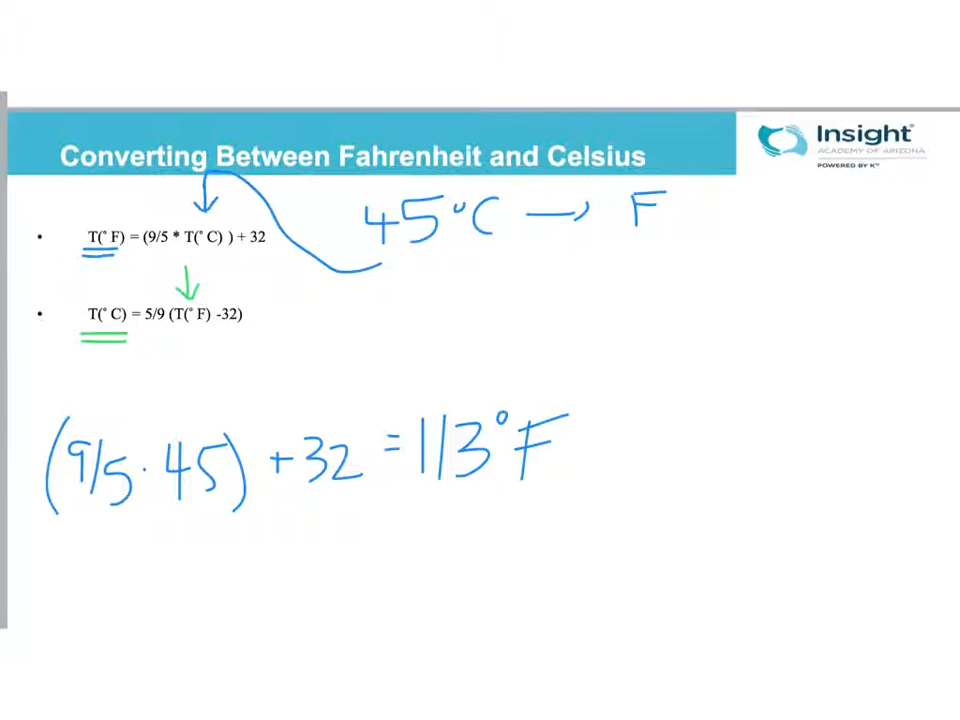 Converting Between Fahrenheit and Celsius
Insight
ACADEMY OF ARIZONA
POWERED BY K¹²
45°C → F
• T(° F) = (9/5 * T(° C) ) + 32
• T(° C) = 5/9 (T(° F) -32)
(9/5 · 45) + 32 = 113°F